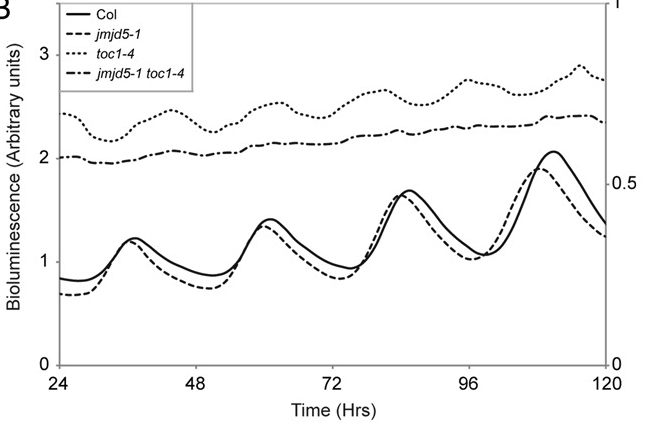 B
Col
jmjd5-1
toc1-4
jmjd5-1 toc1-4
3
2
1
0
1
0.5
0
24 48 72 96 120
Bioluminescence (Arbitrary units)
Time (Hrs)